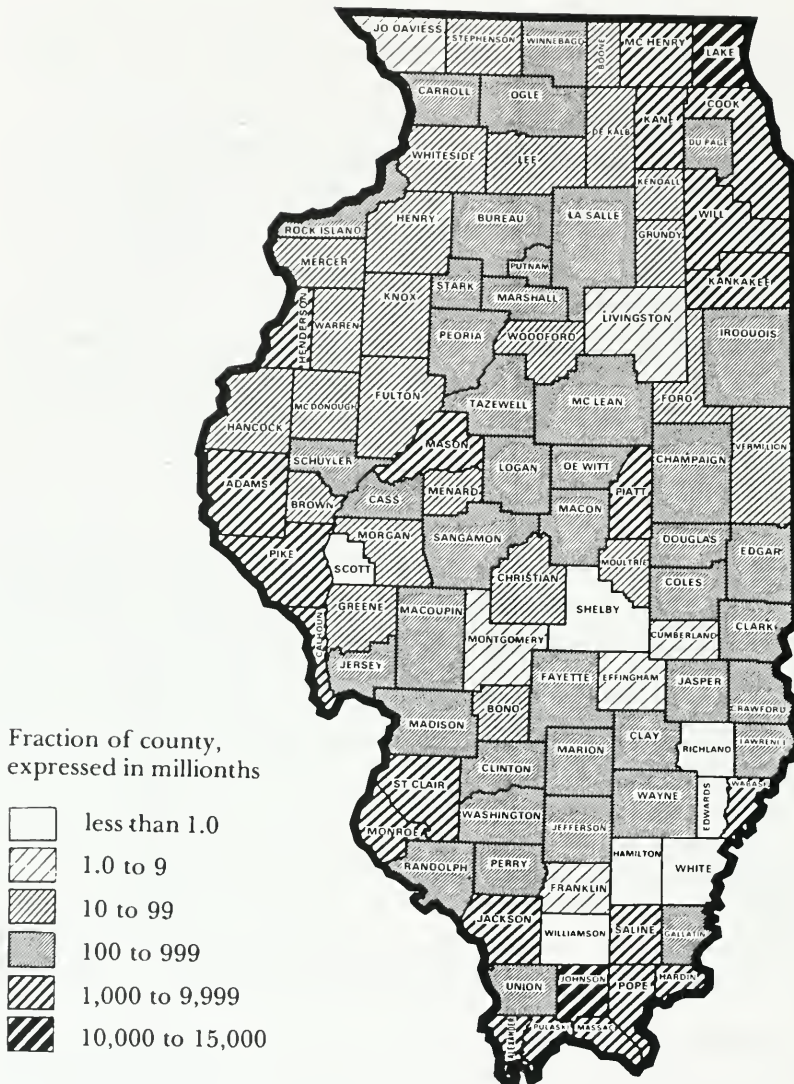 JO DAVIESS
STEPHENSON
WINNEBAGO
BOONE
MC HENRY
LAKE
CARROLL
OGLE
DE KALB
KANE
COOK
DU PAGE
WHITESIDE
LEE
KENDALL
WILL
ROCK ISLAND
HENRY
BUREAU
LA SALLE
GRUNDY
MERCER
PUTNAM
KANKAKEE
STARK
MARSHALL
HENDERSON
WARREN
KNOX
PEORIA
WOODFORD
LIVINGSTON
IROQUOIS
HANCOCK
MCDONOUGH
FULTON
TAZEWELL
MC LEAN
FORD
VERMILION
MASON
SCHUYLER
LOGAN
DE WITT
CHAMPAIGN
ADAMS
BROWN
CASS
MENARD
PIATT
MACON
PIKE
MORGAN
SANGAMON
DOUGLAS
EDGAR
SCOTT
CHRISTIAN
MOULTRIE
COLES
GREENE
MACOUPIN
SHELBY
CLARK
CALHOUN
MONTGOMERY
CUMBERLAND
JERSEY
FAYETTE
EFFINGHAM
JASPER
CRAWFORD
MADISON
BOND
CLAY
RICHLAND
LAWRENCE
MARION
CLINTON
ST CLAIR
WAYNE
EDWARDS
WABASH
MONROE
WASHINGTON
JEFFERSON
HAMILTON
WHITE
RANDOLPH
PERRY
FRANKLIN
JACKSON
WILLIAMSON
SALINE
GALLATIN
UNION
JOHNSON
POPE
HARDIN
ALEXANDER
PULASKI
MASSAC
Fraction of county,
expressed in millionths
less than 1.0
1.0 to 9
10 to 99
100 to 999
1,000 to 9,999
10,000 to 15,000